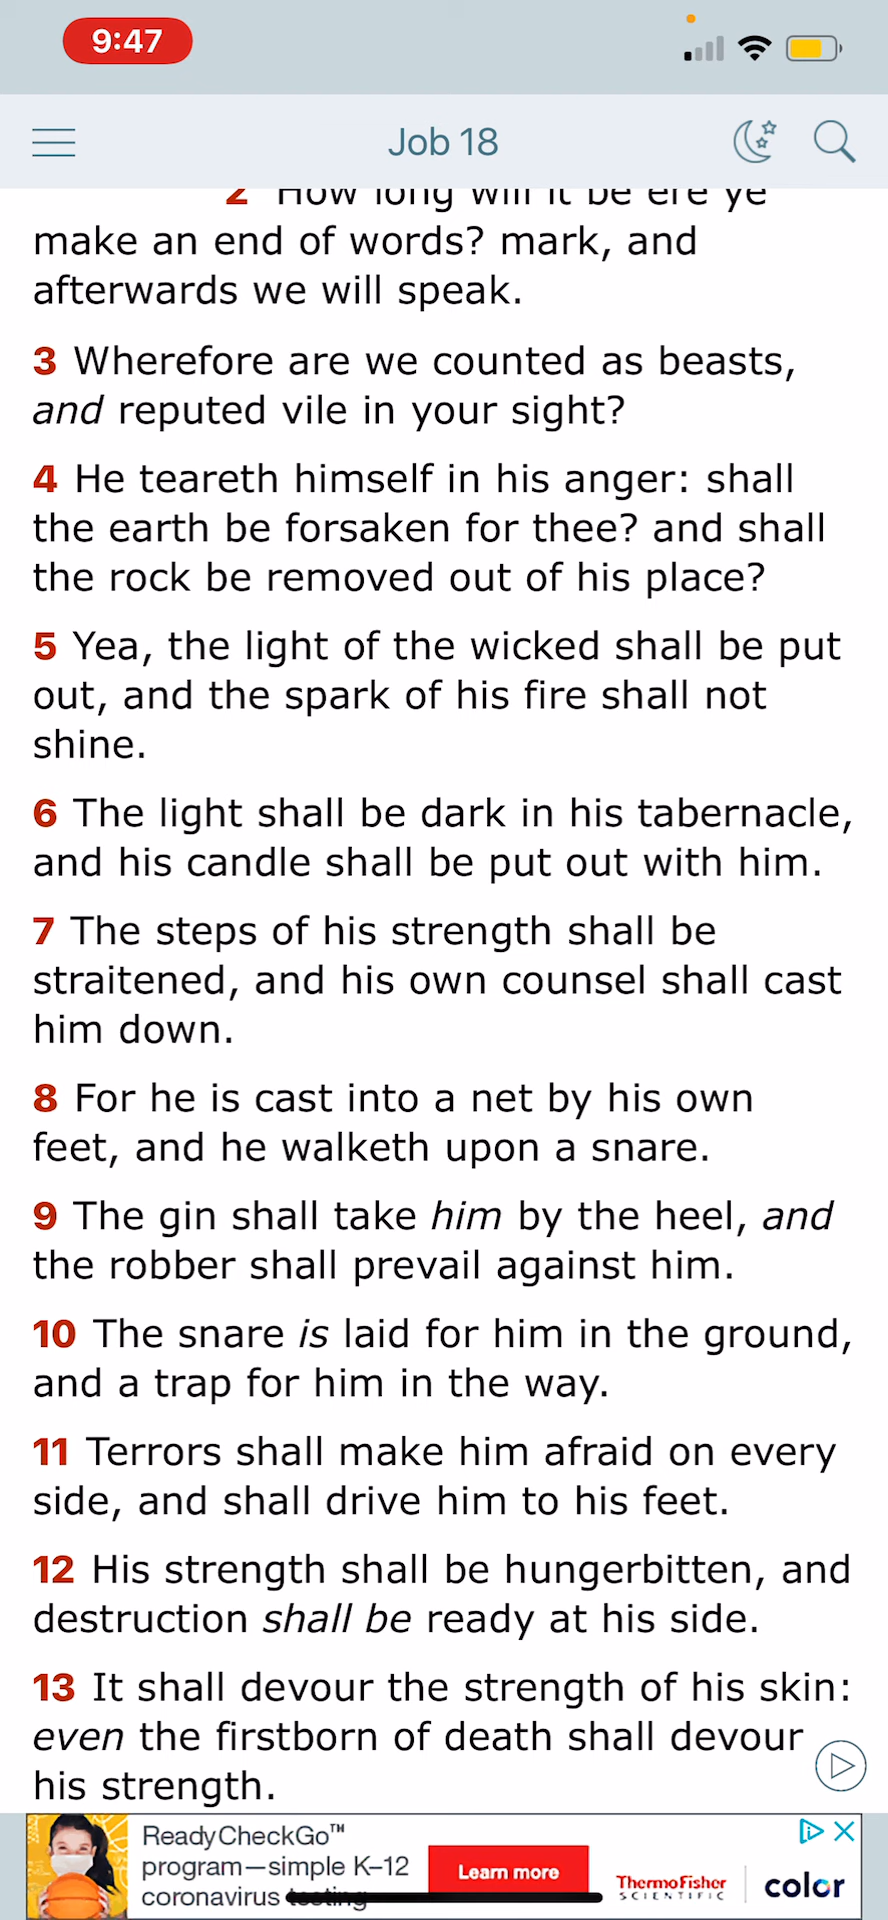 9:47
Job 18
2 How long will it be ere ye
make an end of words? mark, and
afterwards we will speak.
3 Wherefore are we counted as beasts,
and reputed vile in your sight?
4 He teareth himself in his anger: shall
the earth be forsaken for thee? and shall
the rock be removed out of his place?
5 Yea, the light of the wicked shall be put
out, and the spark of his fire shall not
shine.
6 The light shall be dark in his tabernacle,
and his candle shall be put out with him.
7 The steps of his strength shall be
straitened, and his own counsel shall cast
him down.
8 For he is cast into a net by his own
feet, and he walketh upon a snare.
9 The gin shall take him by the heel, and
the robber shall prevail against him.
10 The snare is laid for him in the ground,
and a trap for him in the way.
11 Terrors shall make him afraid on every
side, and shall drive him to his feet.
12 His strength shall be hungerbitten, and
destruction shall be ready at his side.
13 It shall devour the strength of his skin:
even the firstborn of death shall devour
his strength.
ReadyCheckGo™
program—simple K–12
coronavirus testing
Learn more
ThermoFisher
SCIENTIFIC
color